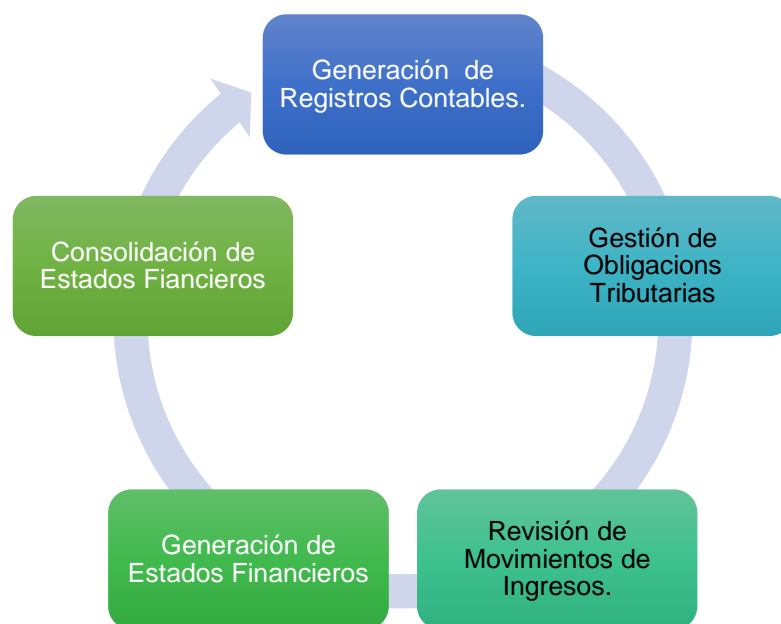 Generación de
Registros Contables.
Gestión de
Obligacions
Tributarias
Revisión de
Movimientos de
Ingresos.
Generación de
Estados Financieros
Consolidación de
Estados Fiancieros